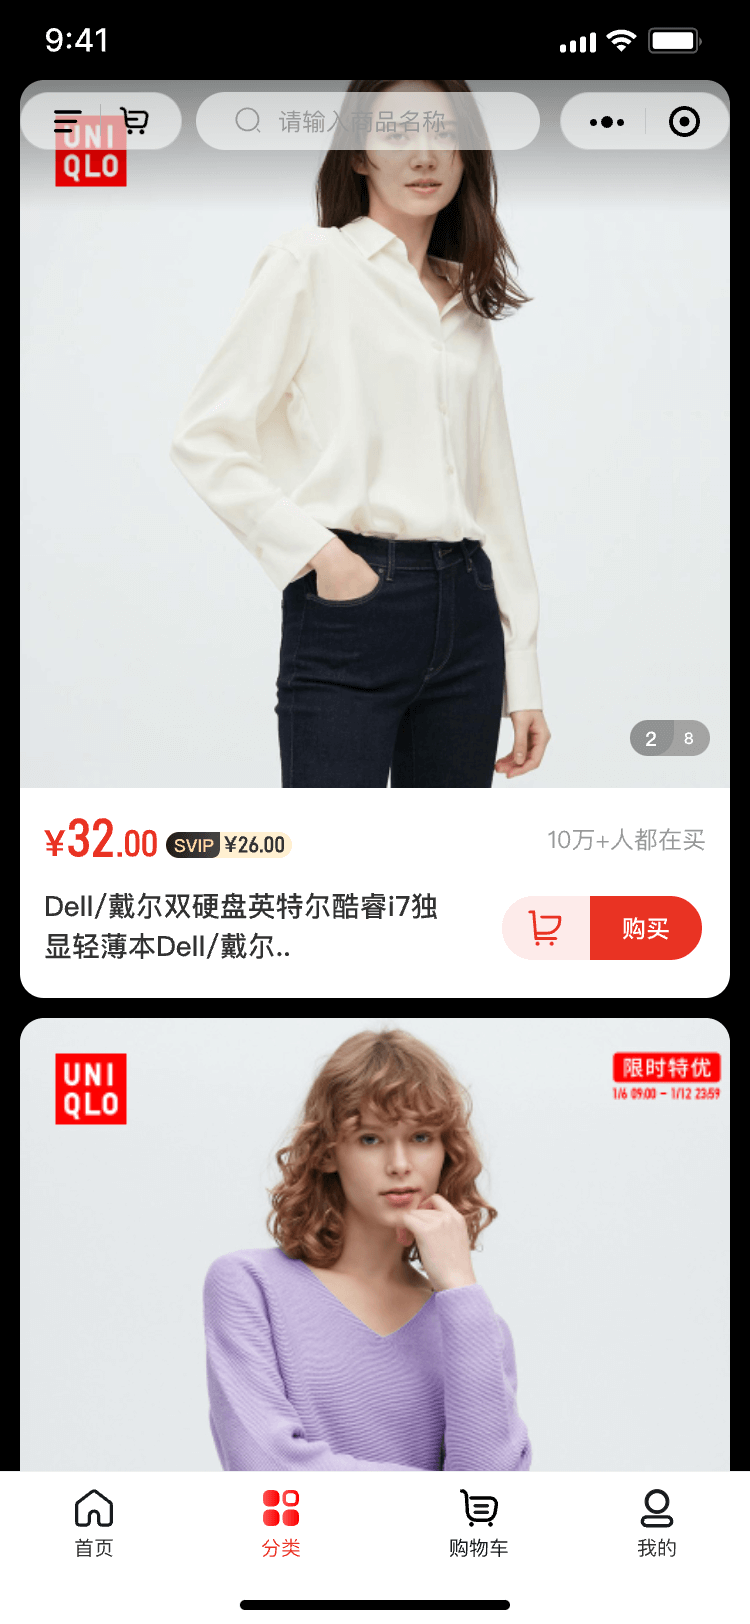 9:41
请输入商品名称
UNI
QLO
2 8
¥32.00 SVIP ¥26.00
10万+人都在买
Dell/戴尔双硬盘英特尔酷睿i7独
显轻薄本Dell/戴尔..
购买
UNI
QLO
限时特优
1/6 09:00 - 1/12 23:59
首页
分类
购物车
我的